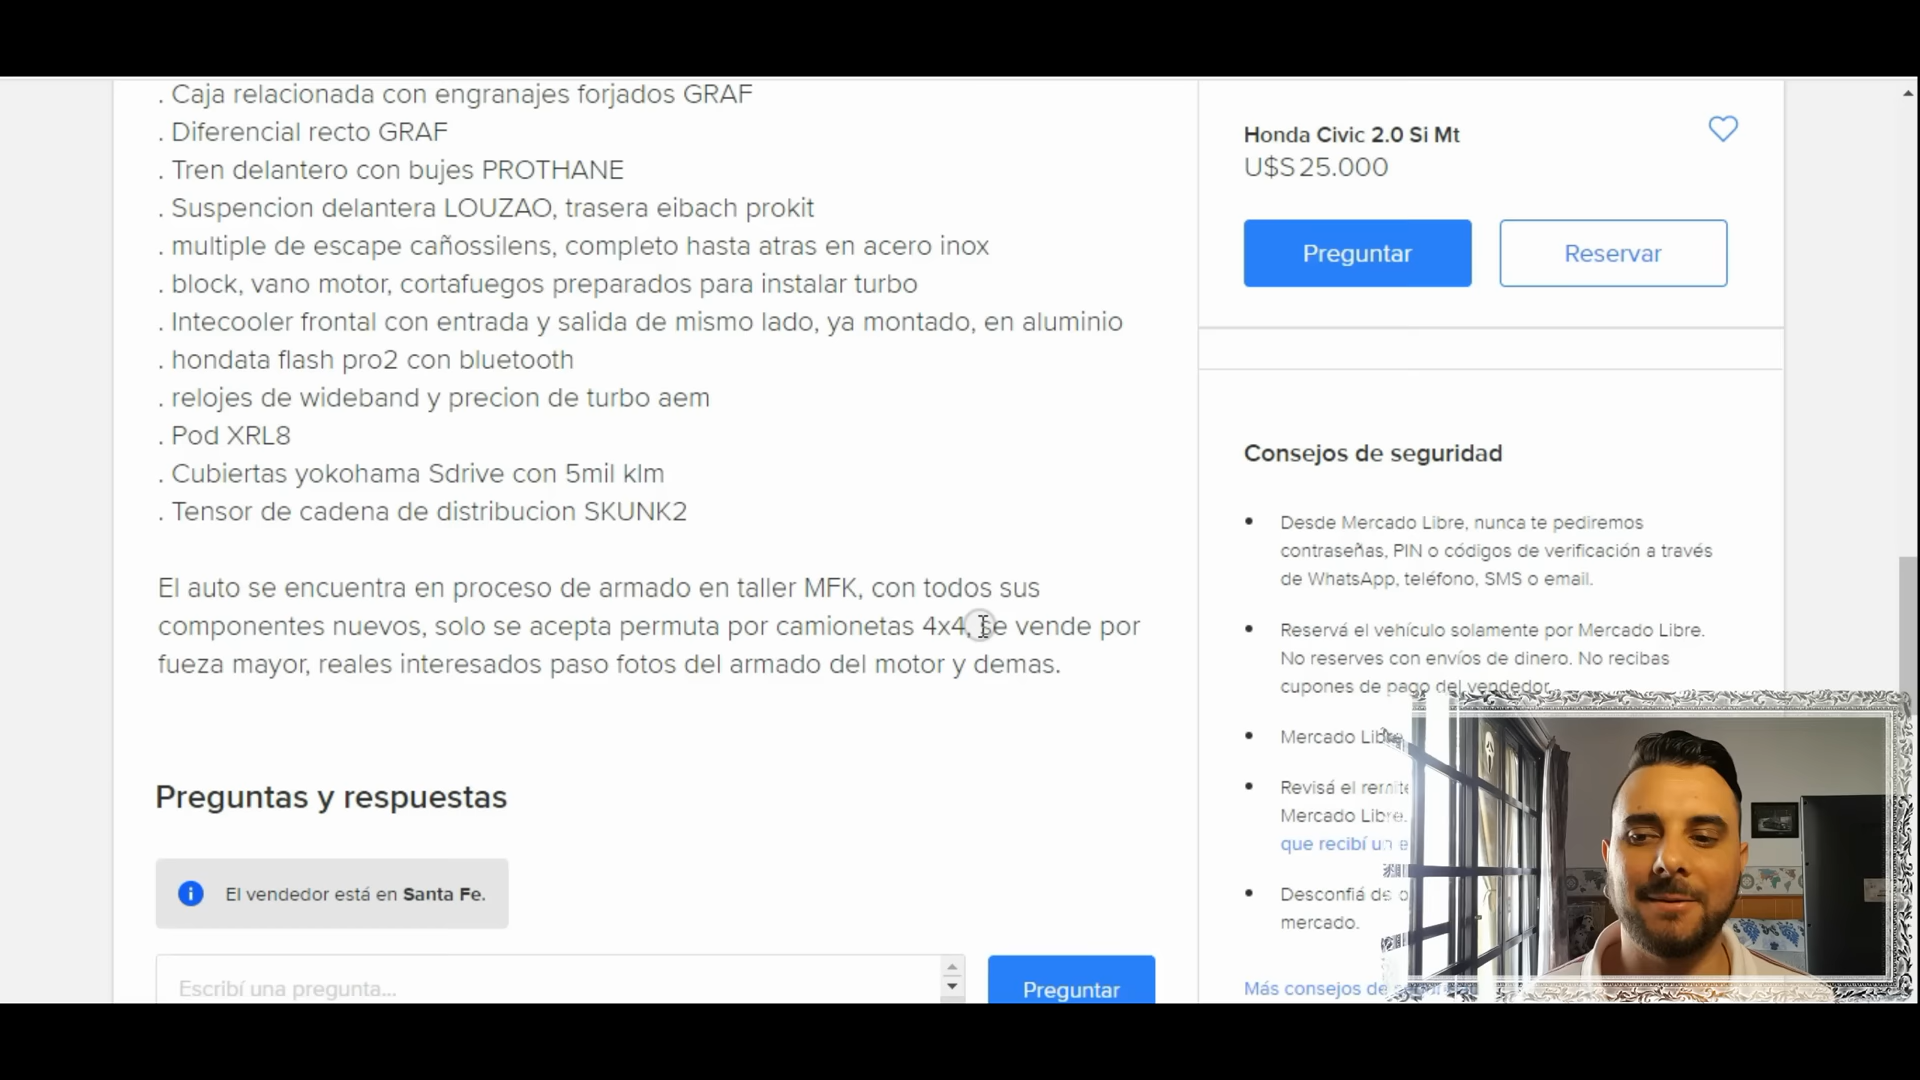 . Caja relacionada con engranajes forjados GRAF
. Diferencial recto GRAF
. Tren delantero con bujes PROTHANE
. Suspencion delantera LOUZAO, trasera eibach prokit
. multiple de escape cañossilens, completo hasta atras en acero inox
. block, vano motor, cortafuegos preparados para instalar turbo
. Intecooler frontal con entrada y salida de mismo lado, ya montado, en aluminio
. hondata flash pro2 con bluetooth
. relojes de wideband y precion de turbo aem
. Pod XRL8
. Cubiertas yokohama Sdrive con 5mil klm
. Tensor de cadena de distribucion SKUNK2
El auto se encuentra en proceso de armado en taller MFK, con todos sus
componentes nuevos, solo se acepta permuta por camionetas 4x4, se vende por
fueza mayor, reales interesados paso fotos del armado del motor y demas.
Preguntas y respuestas
El vendedor está en Santa Fe.
Escribí una pregunta...
Preguntar
Honda Civic 2.0 Si Mt
U$S 25.000
Preguntar
Reservar
Consejos de seguridad
Desde Mercado Libre, nunca te pediremos
contraseñas, PIN o códigos de verificación a través
de WhatsApp, teléfono, SMS o email.
Reservá el vehículo solamente por Mercado Libre.
No reserves con envíos de dinero. No recibas
cupones de pago del vendedor.
Mercado Libre
Revisá el
Mercado Libre.
que recibí un
Desconfiá de
mercado.
Más consejos de